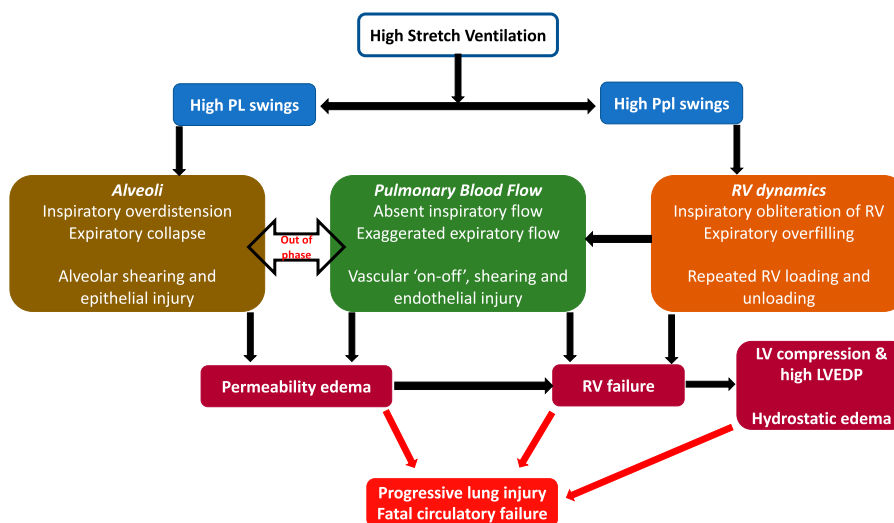 High Stretch Ventilation
High PL swings
High Ppl swings
Alveoli
Inspiratory overdistension
Expiratory collapse
Alveolar shearing and
epithelial injury
Out of
phase
Pulmonary Blood Flow
Absent inspiratory flow
Exaggerated expiratory flow
Vascular ‘on-off’, shearing and
endothelial injury
RV dynamics
Inspiratory obliteration of RV
Expiratory overfilling
Repeated RV loading and
unloading
Permeability edema
RV failure
LV compression &
high LVEDP
Hydrostatic edema
Progressive lung injury
Fatal circulatory failure